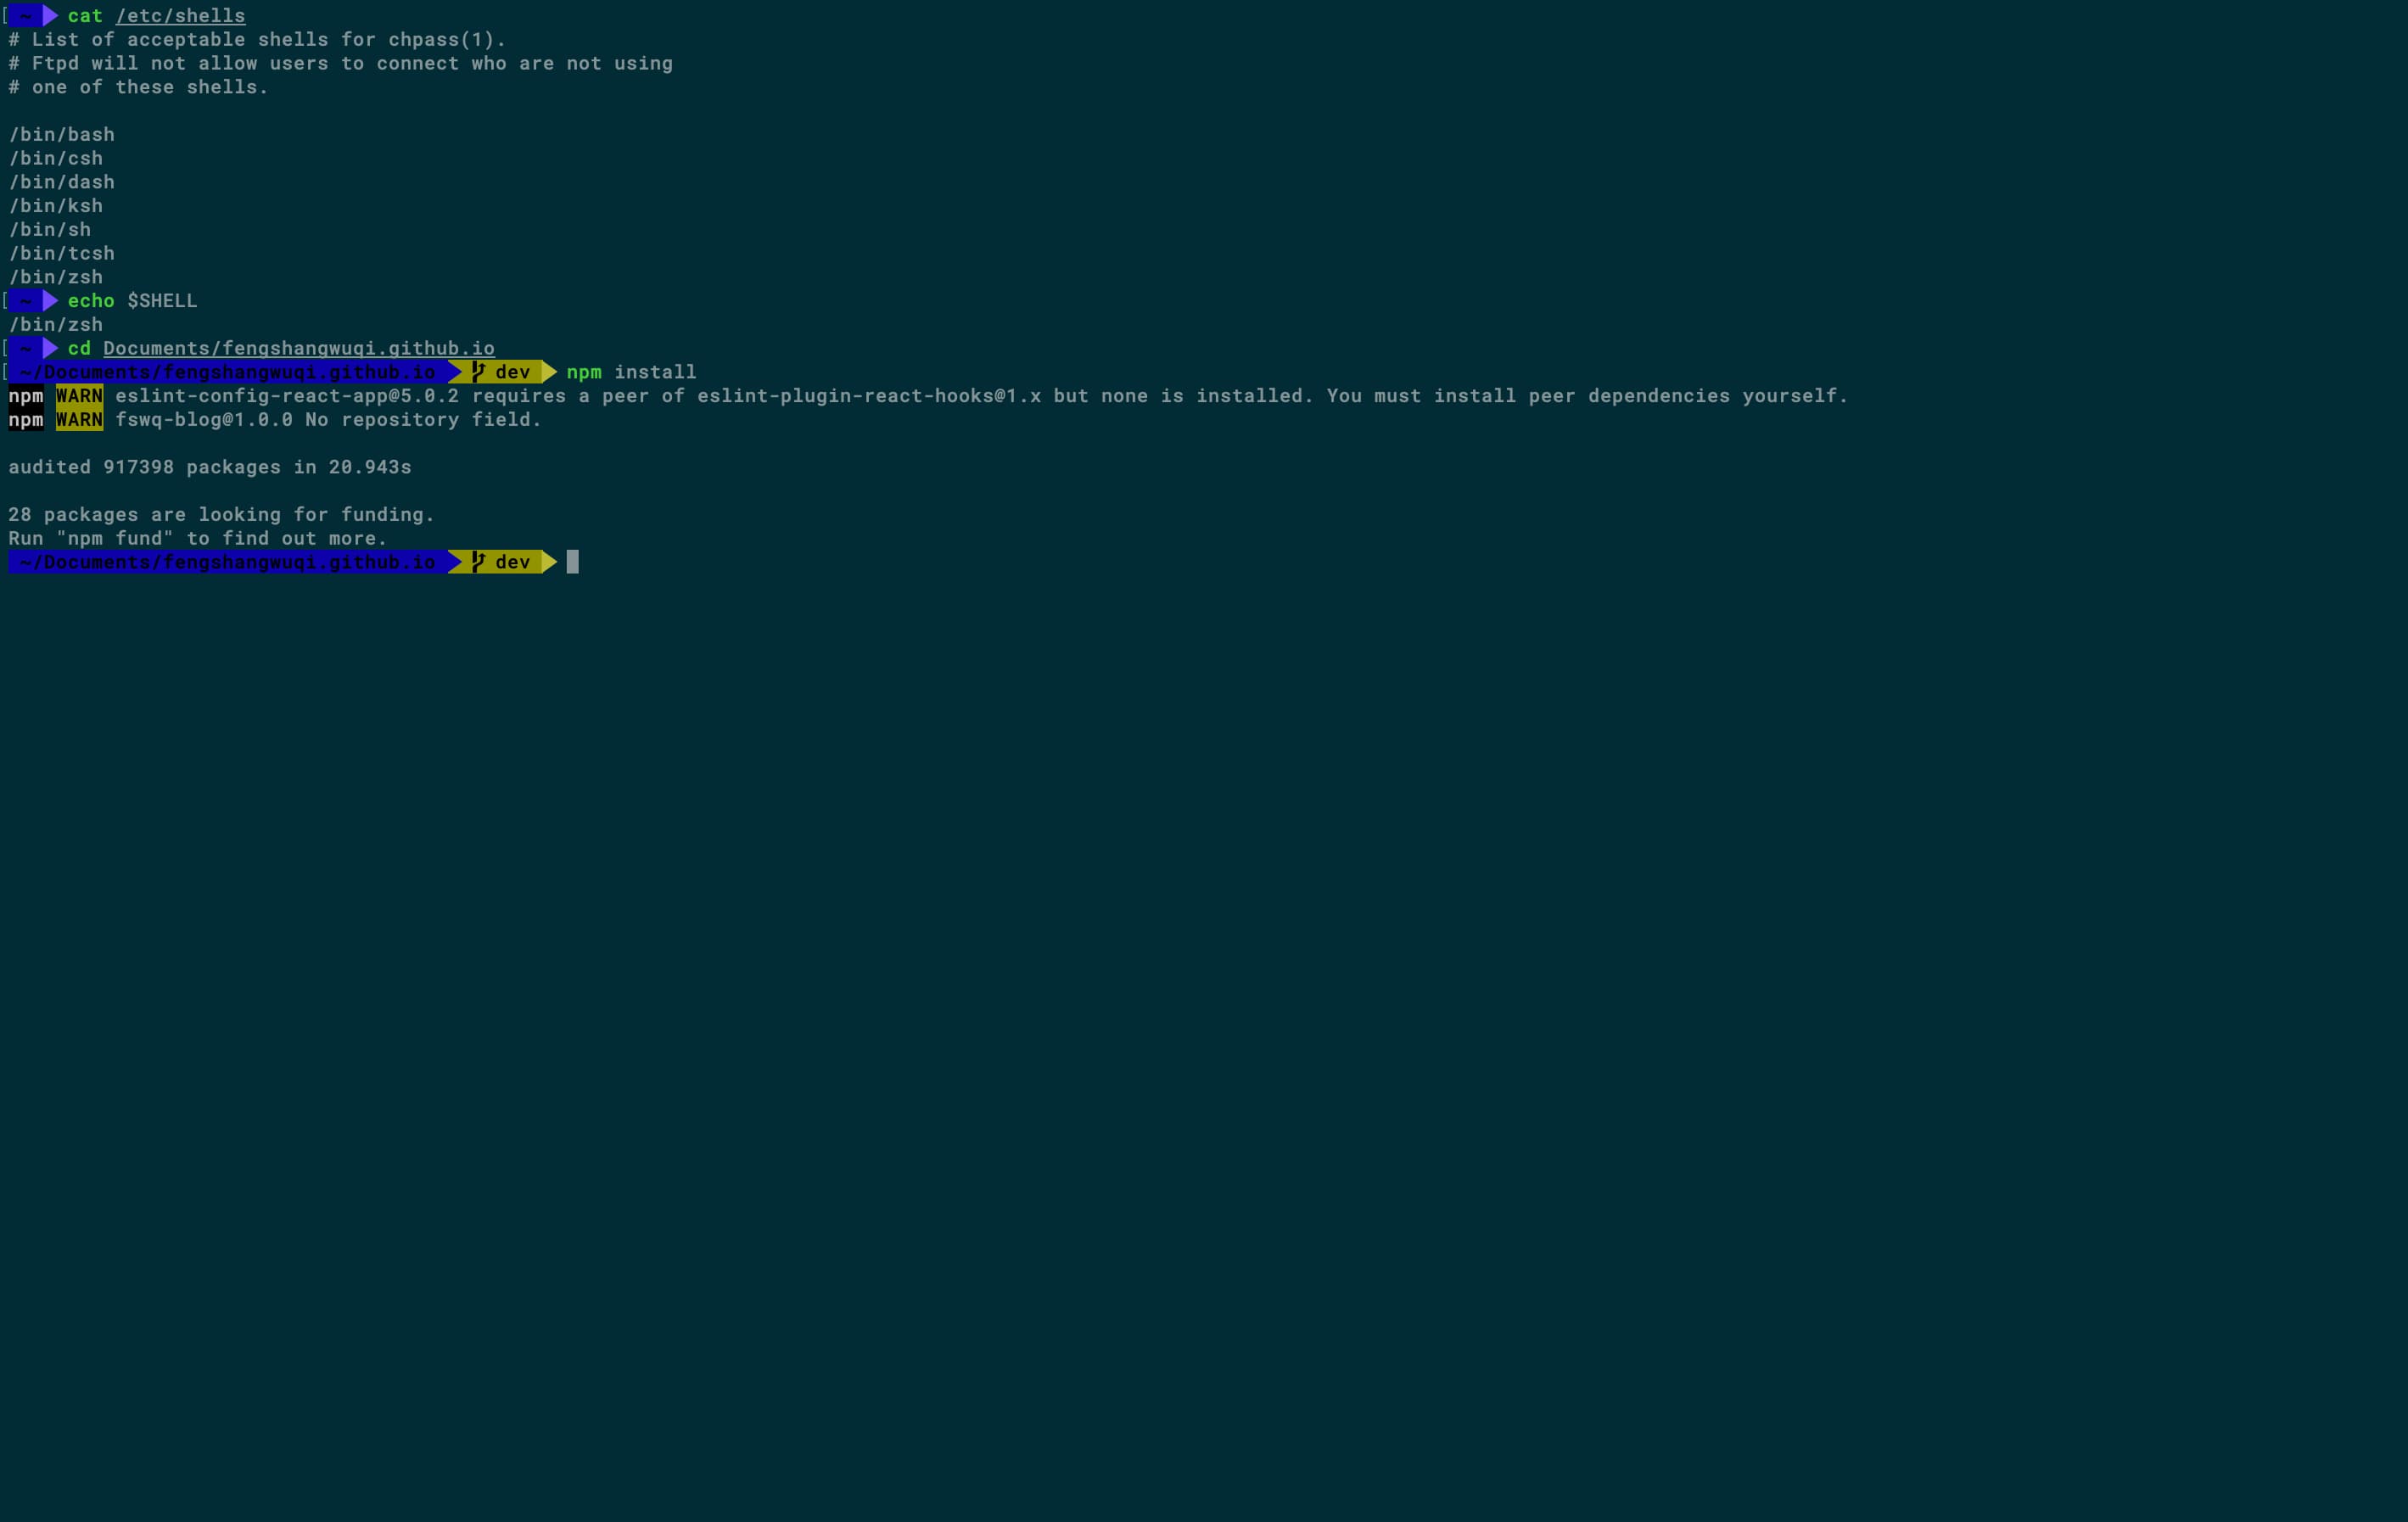 ~ cat /etc/shells
# List of acceptable shells for chpass(1).
# Ftpd will not allow users to connect who are not using
# one of these shells.
/bin/bash
/bin/csh
/bin/dash
/bin/ksh
/bin/sh
/bin/tcsh
/bin/zsh
~ echo $SHELL
/bin/zsh
~ cd Documents/fengshangwuqi.github.io
~/Documents/fengshangwuqi.github.io dev npm install
npm WARN eslint-config-react-app@5.0.2 requires a peer of eslint-plugin-react-hooks@1.x but none is installed. You must install peer dependencies yourself.
npm WARN fswq-blog@1.0.0 No repository field.
audited 917398 packages in 20.943s
28 packages are looking for funding.
Run "npm fund" to find out more.
~/Documents/fengshangwuqi.github.io dev